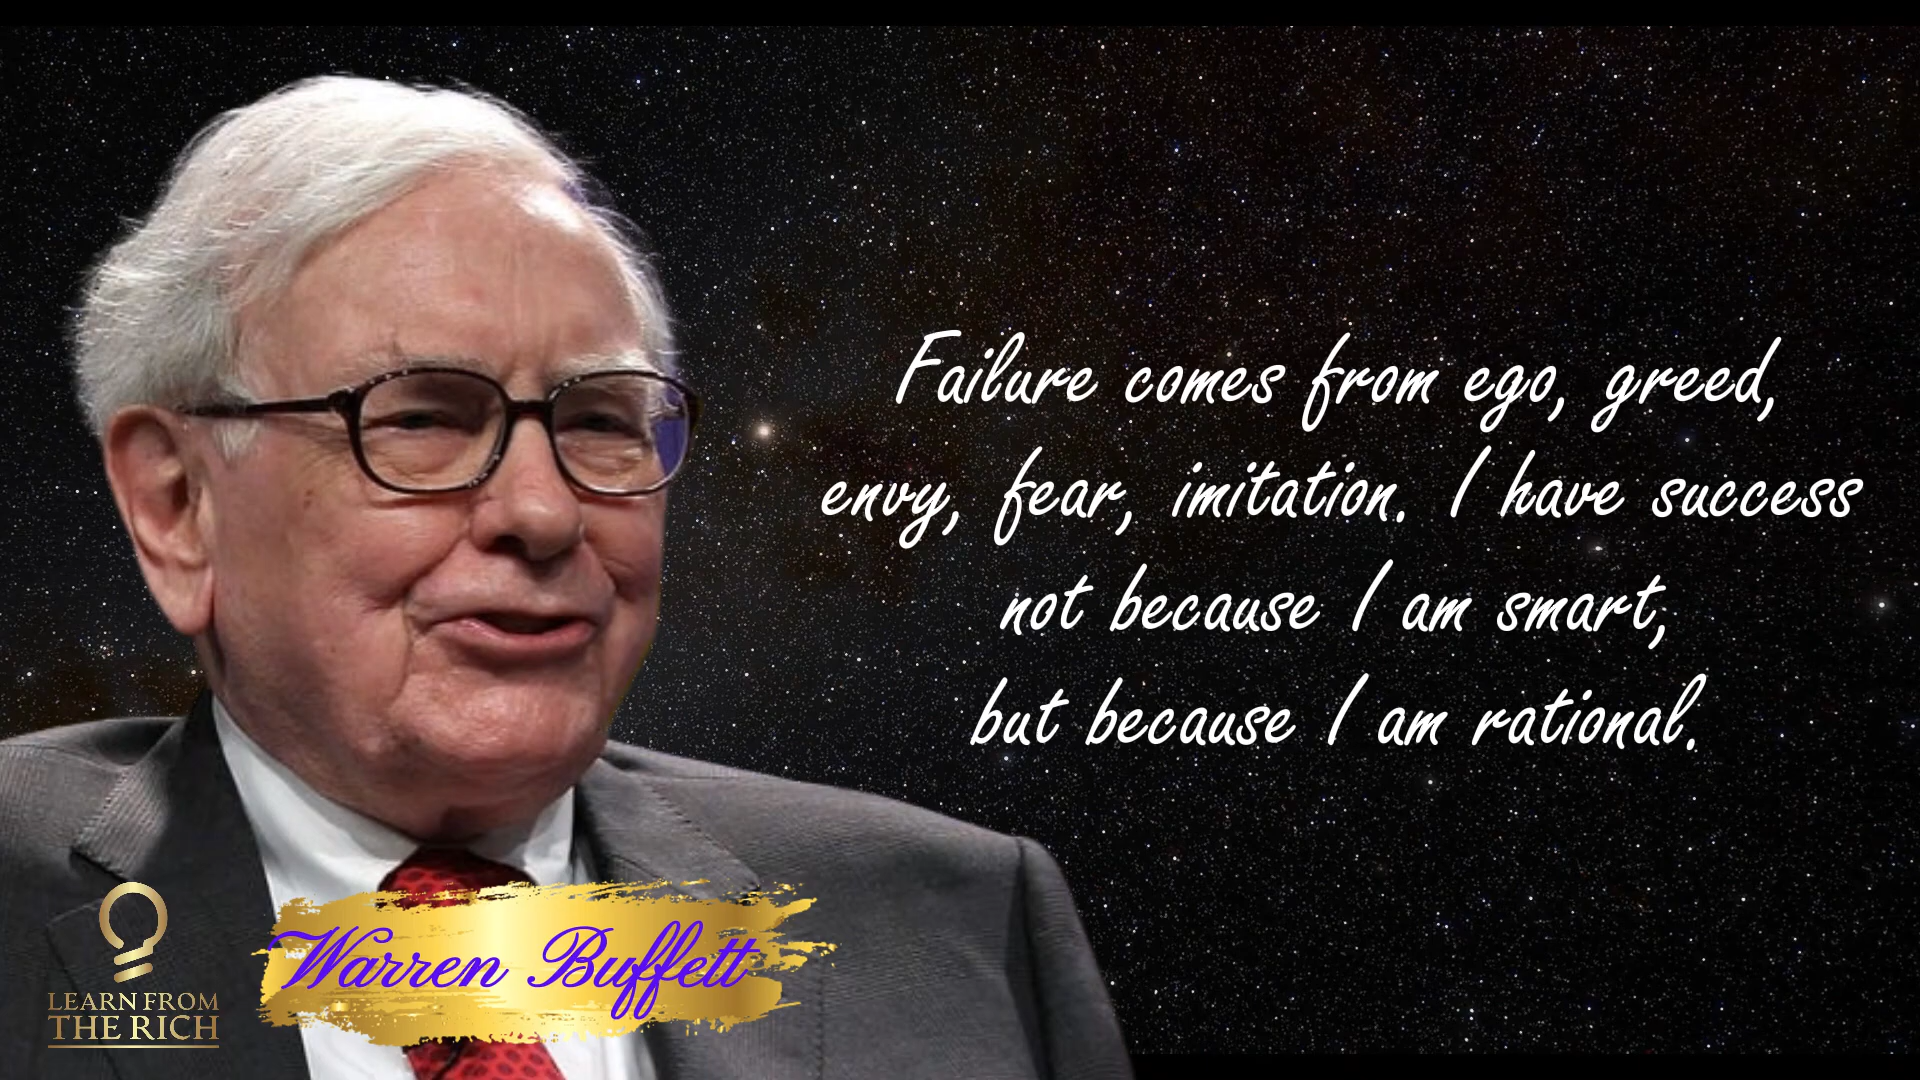 Failure comes from ego, greed,
envy, fear, imitation. I have success
not because I am smart,
but because I am rational.
Warren Buffett
LEARN FROM
THE RICH